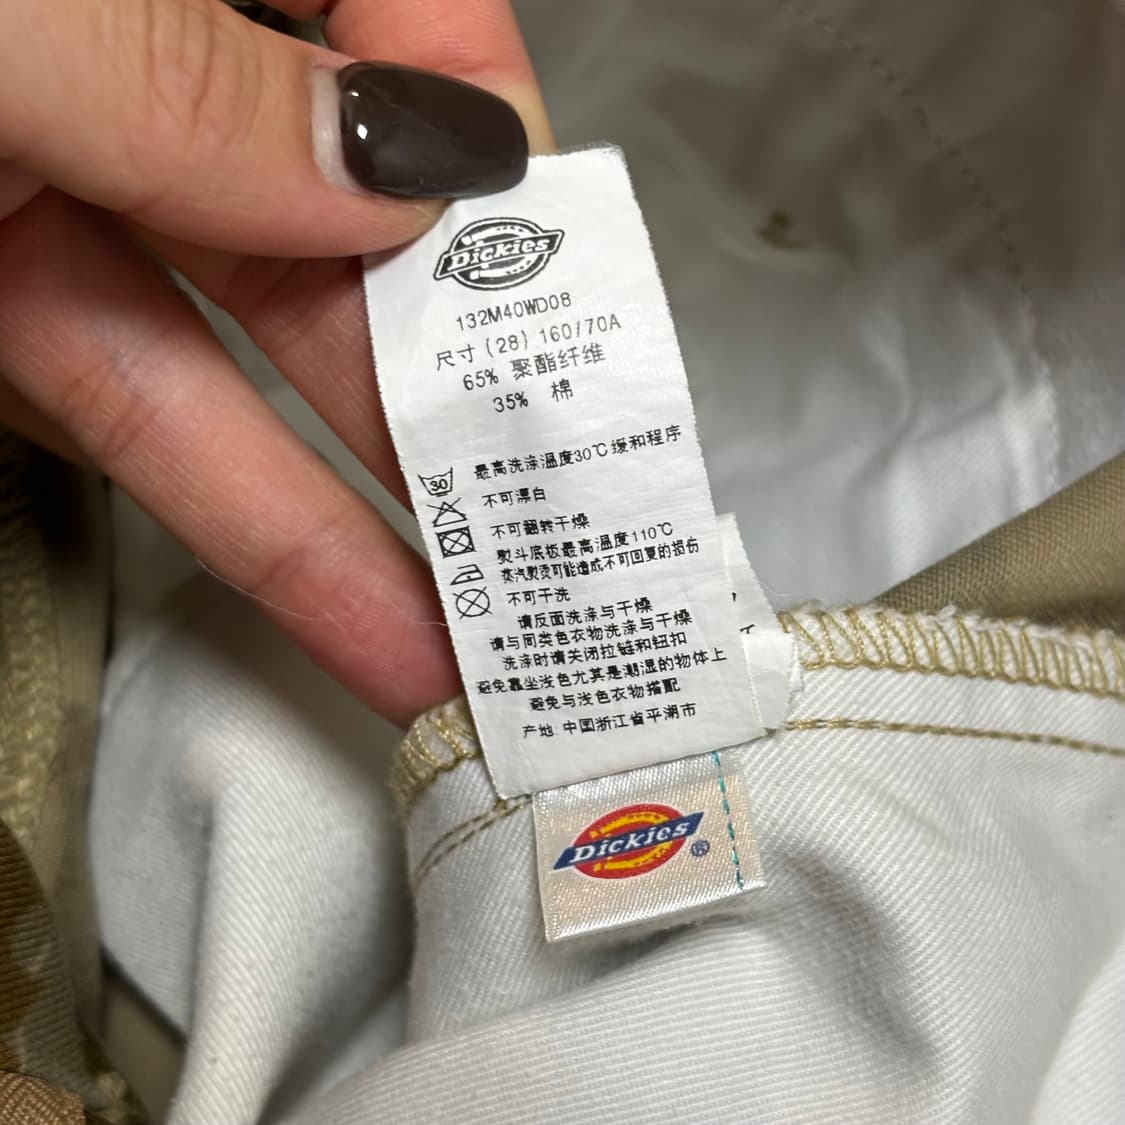 Dickies
132M40WD08
尺寸(28)160/70A
65% 聚酯纤维
35% 棉
30
最高洗涤温度30℃缓和程序
不可漂白
不可翻转干燥
熨斗底板最高温度110℃
蒸汽熨烫可能造成不可回复的损伤
不可干洗
请反面洗涤与干燥
请与同类色衣物洗涤与干燥
洗涤时请关闭拉链和钮扣
避免靠坐浅色尤其是潮湿的物体上
避免与浅色衣物搭配
产地:中国浙江省平湖市
Dickies®